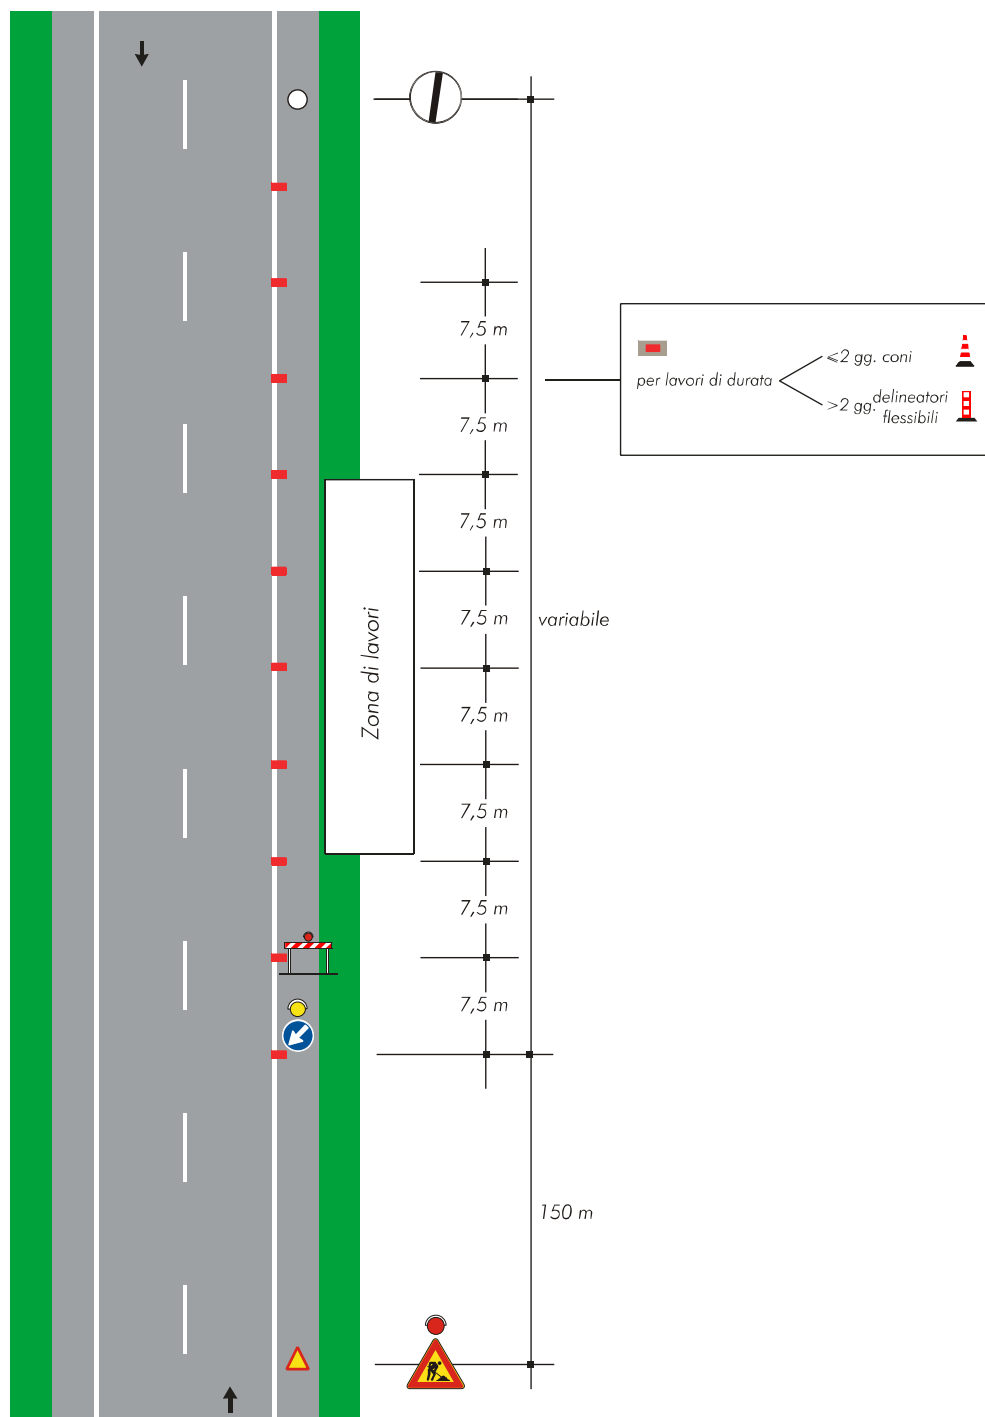 7,5 m
per lavori di durata
⩽2 gg. coni
>2 gg. delineatori
flessibili
7,5 m
7,5 m
Zona di lavori
7,5 m
variabile
7,5 m
7,5 m
7,5 m
7,5 m
150 m